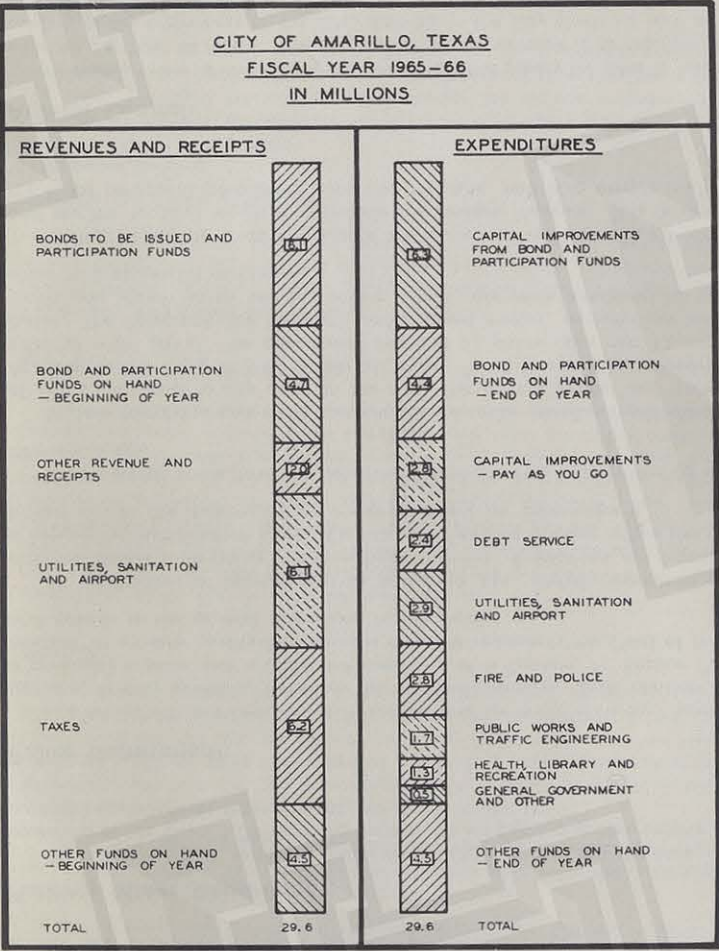 CITY OF AMARILLO, TEXAS
FISCAL YEAR 1965-66
IN MILLIONS
REVENUES AND RECEIPTS
BONDS TO BE ISSUED AND
PARTICIPATION FUNDS
6.1
BOND AND PARTICIPATION
FUNDS ON HAND
– BEGINNING OF YEAR
4.7
OTHER REVENUE AND
RECEIPTS
2.0
UTILITIES, SANITATION
AND AIRPORT
6.1
TAXES
6.2
OTHER FUNDS ON HAND
– BEGINNING OF YEAR
4.5
TOTAL 29.6
EXPENDITURES
6.3
CAPITAL IMPROVEMENTS
FROM BOND AND
PARTICIPATION FUNDS
4.4
BOND AND PARTICIPATION
FUNDS ON HAND
– END OF YEAR
2.8
CAPITAL IMPROVEMENTS
– PAY AS YOU GO
2.4
DEBT SERVICE
2.9
UTILITIES, SANITATION
AND AIRPORT
2.8
FIRE AND POLICE
1.7
PUBLIC WORKS AND
TRAFFIC ENGINEERING
1.3
HEALTH, LIBRARY AND
RECREATION
0.5
GENERAL GOVERNMENT
AND OTHER
4.5
OTHER FUNDS ON HAND
– END OF YEAR
29.6 TOTAL